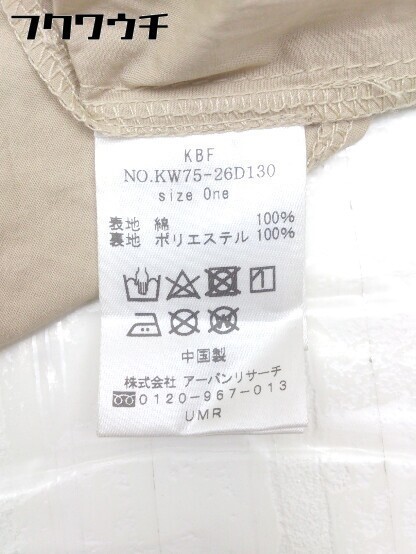 フクウウチ
KBF
NO.KW75-26D130
size One
表地 綿 100%
裏地 ポリエステル 100%
中国製
株式会社 アーバンリサーチ
0120-967-013
UMR